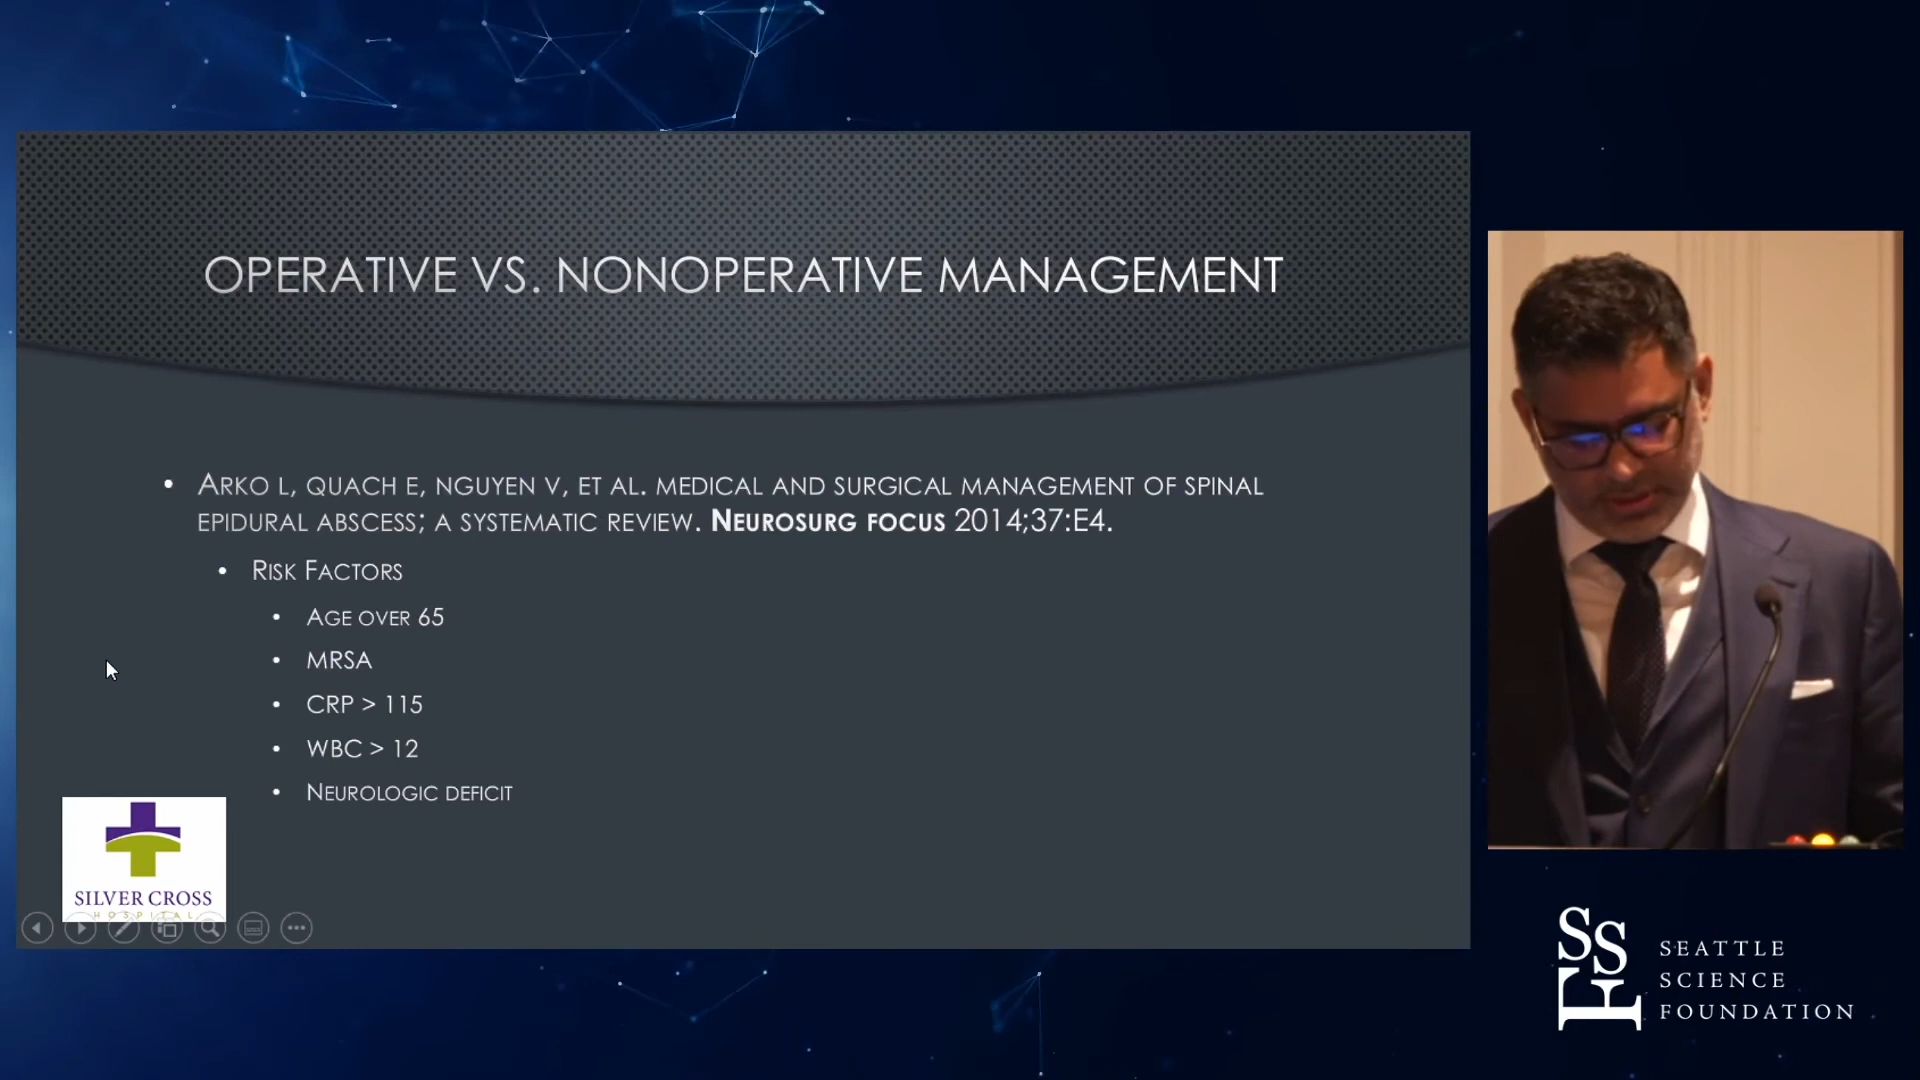 OPERATIVE VS. NONOPERATIVE MANAGEMENT
• ARKO L, QUACH E, NGUYEN V, ET AL. MEDICAL AND SURGICAL MANAGEMENT OF SPINAL
EPIDURAL ABSCESS; A SYSTEMATIC REVIEW. NEUROSURG FOCUS 2014;37:E4.
• RISK FACTORS
• AGE OVER 65
• MRSA
• CRP > 115
• WBC > 12
• NEUROLOGIC DEFICIT
SILVER CROSS
HOSPITAL
SSF
SEATTLE
SCIENCE
FOUNDATION